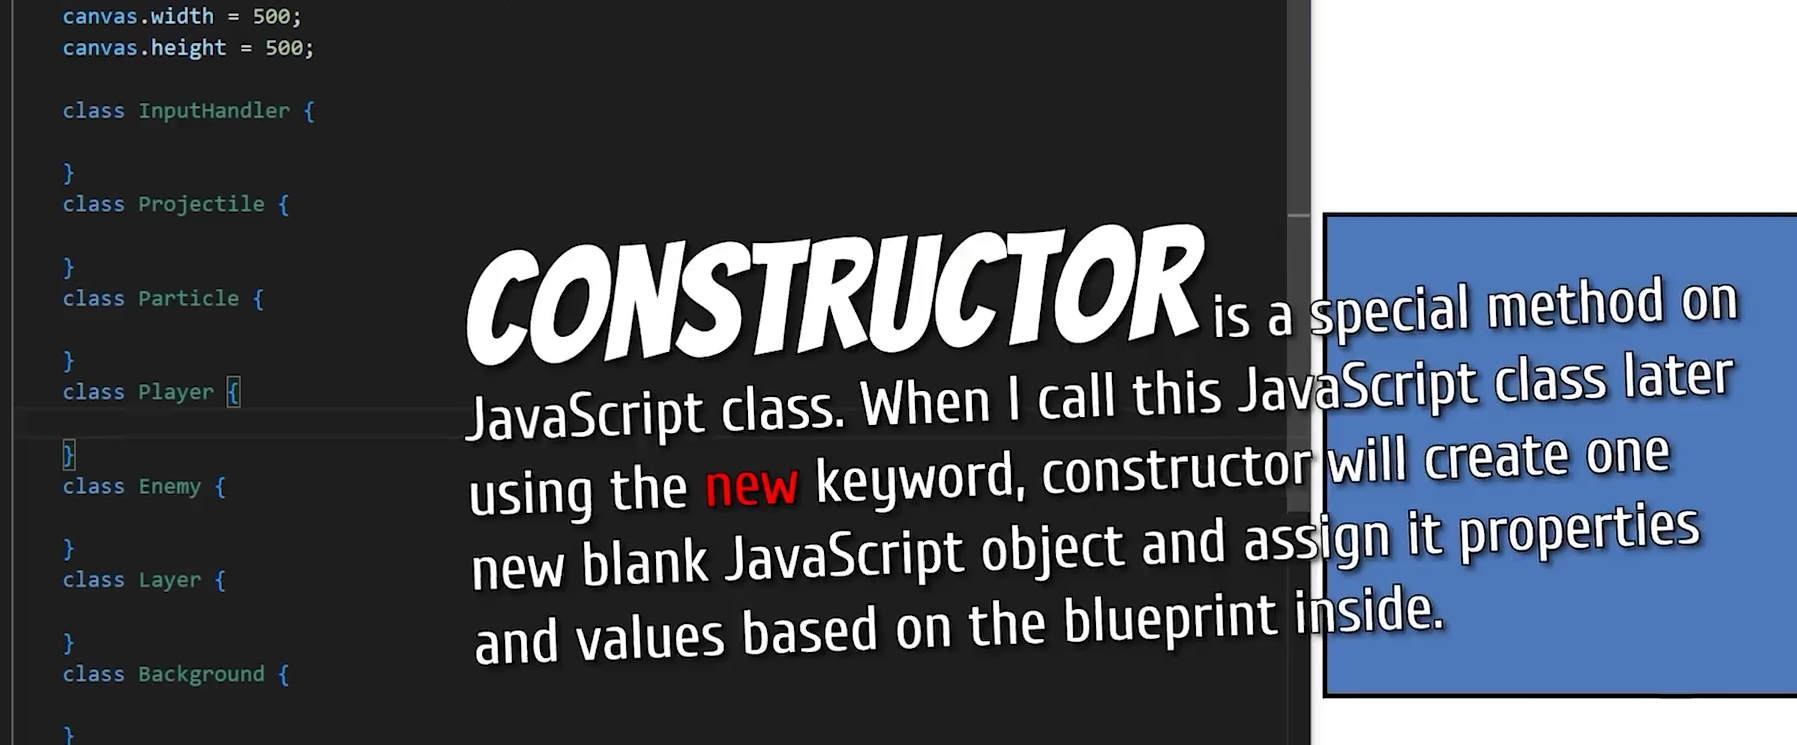 canvas.width = 500;
canvas.height = 500;
class InputHandler {
}
class Projectile {
}
class Particle {
}
class Player {
}
class Enemy {
}
class Layer {
}
class Background {
}
CONSTRUCTOR is a special method on
JavaScript class. When I call this JavaScript class later
using the new keyword, constructor will create one
new blank JavaScript object and assign it properties
and values based on the blueprint inside.